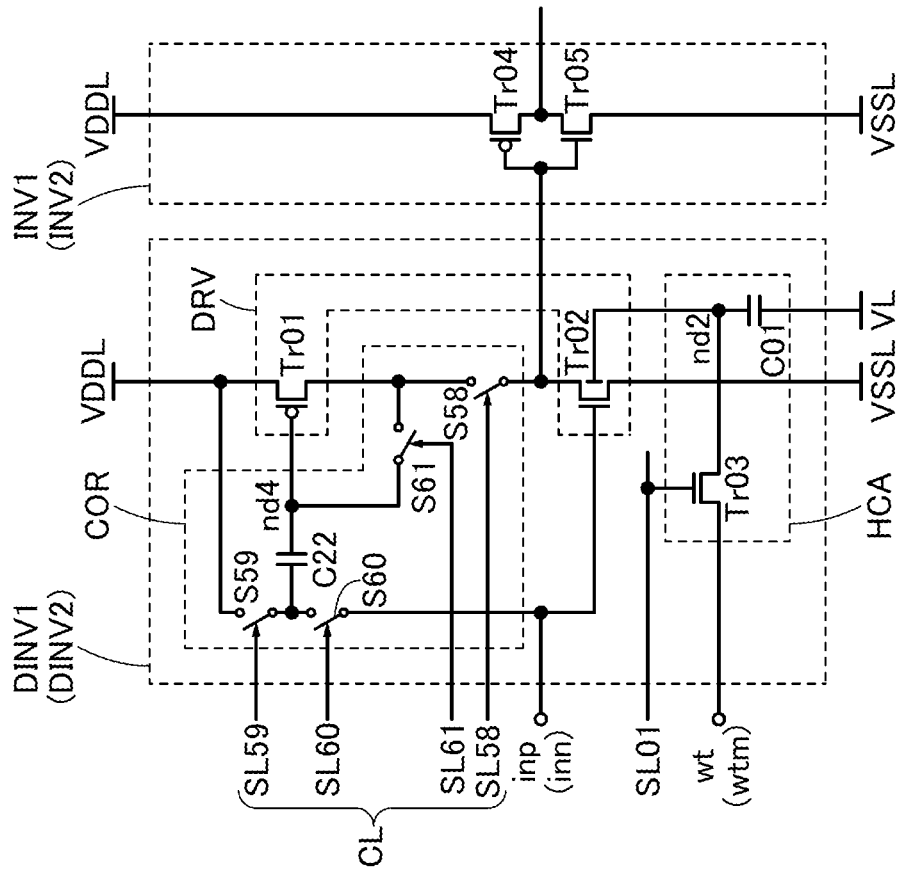 INV1
(INV2)
VDDL
Tr04
Tr05
VSSL
DINV1
(DINV2)
COR
DRV
VDDL
Tr01
nd4
S59
C22
S60
S61
S58
Tr02
nd2
C01
Tr03
HCA
VSSL
VL
SL59
SL60
SL61
SL58
CL
inp
(inn)
SL01
wt
(wtm)